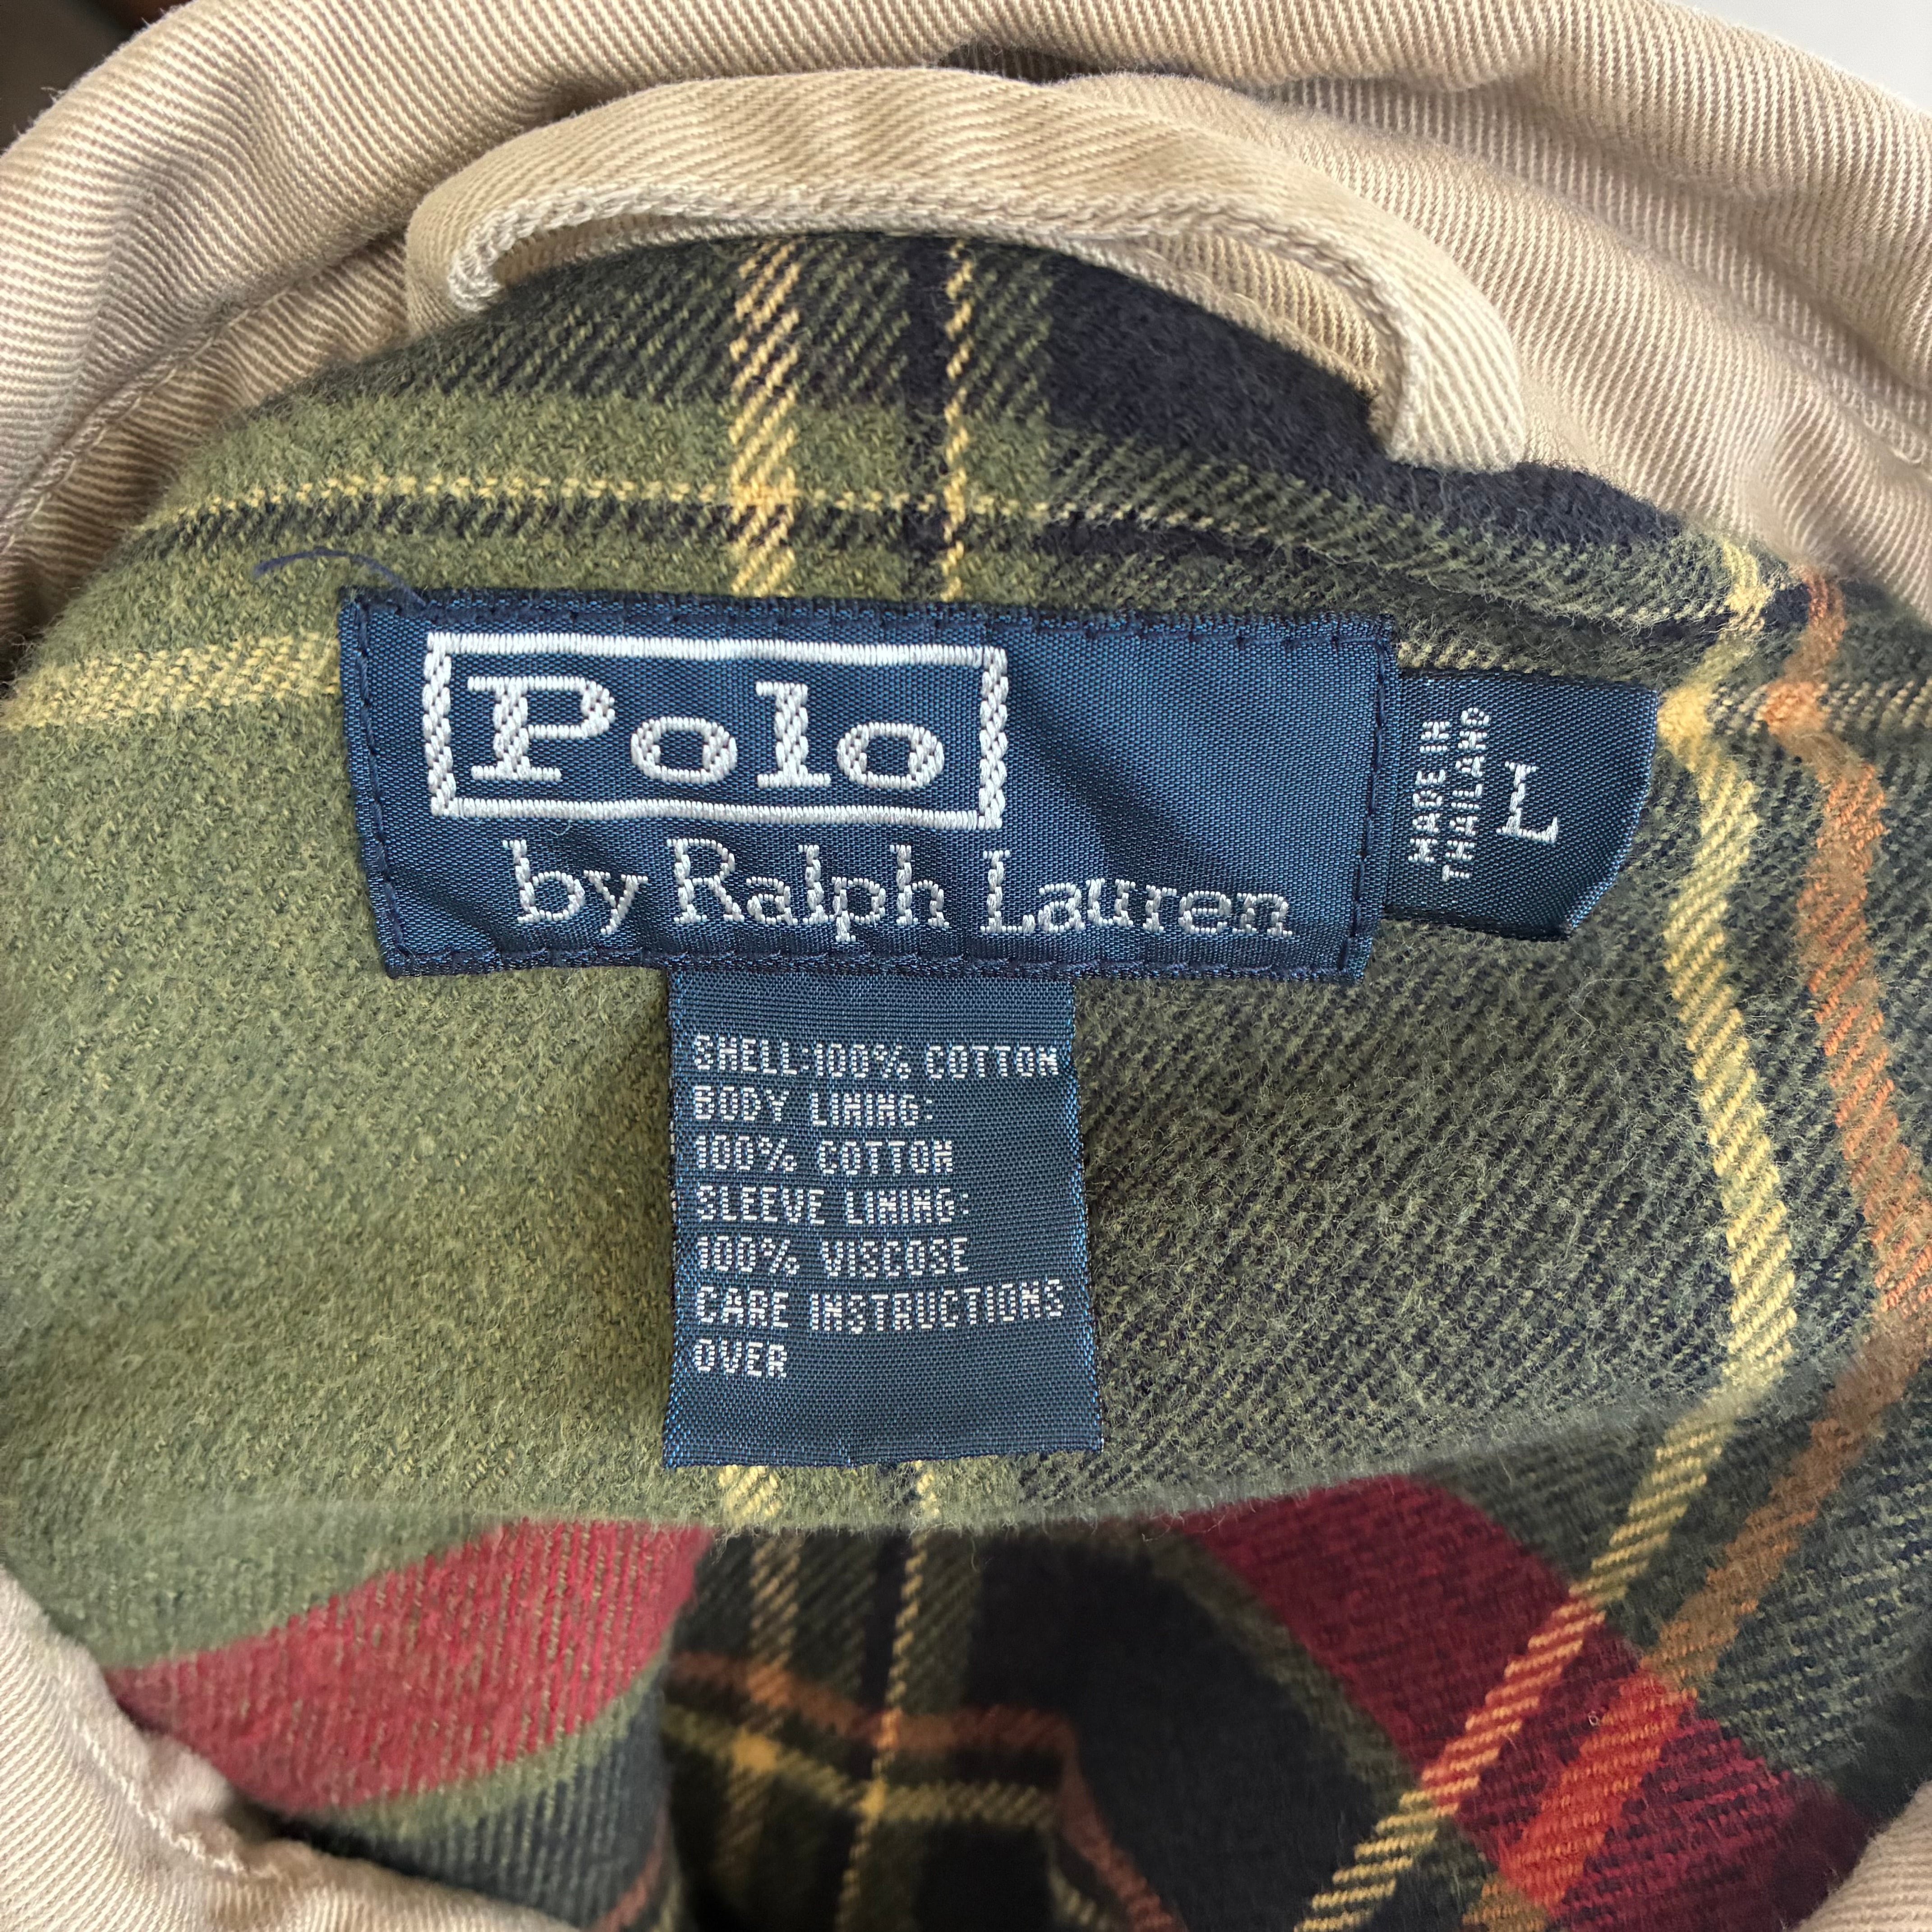 Polo
by Ralph Lauren
MADE IN
THAILAND
L
SHELL:100% COTTON
BODY LINING:
100% COTTON
SLEEVE LINING:
100% VISCOSE
CARE INSTRUCTIONS
OVER